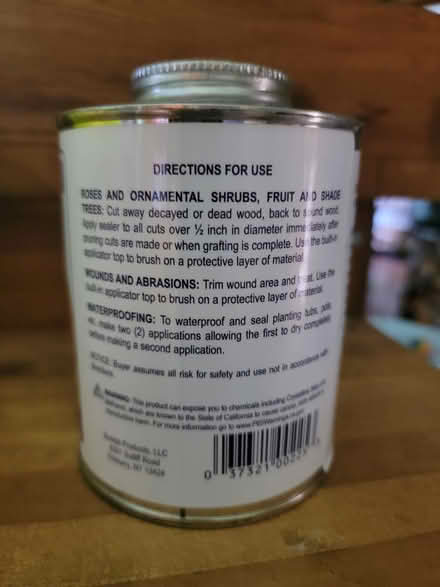 DIRECTIONS FOR USE
ROSES AND ORNAMENTAL SHRUBS, FRUIT AND SHADE
TREES: Cut away decayed or dead wood, back to sound wood.
Apply sealer to all cuts over ½ inch in diameter immediately after
pruning cuts are made or when grafting is complete. Use the built-in
applicator top to brush on a protective layer of material.
WOUNDS AND ABRASIONS: Trim wound area and treat. Use the
built-in applicator top to brush on a protective layer of material.
WATERPROOFING: To waterproof and seal planting tubs, pots,
etc. make two (2) applications allowing the first to dry completely
before making a second application.
NOTICE: Buyer assumes all risk for safety and use not in accordance with
directions.
WARNING: This product can expose you to chemicals including Crystalline
which are known to the State of California to cause cancer,
reproductive harm. For more information go to www.P65Warnings.ca.gov
Products, LLC
Road
NY 13424
0 37321 002